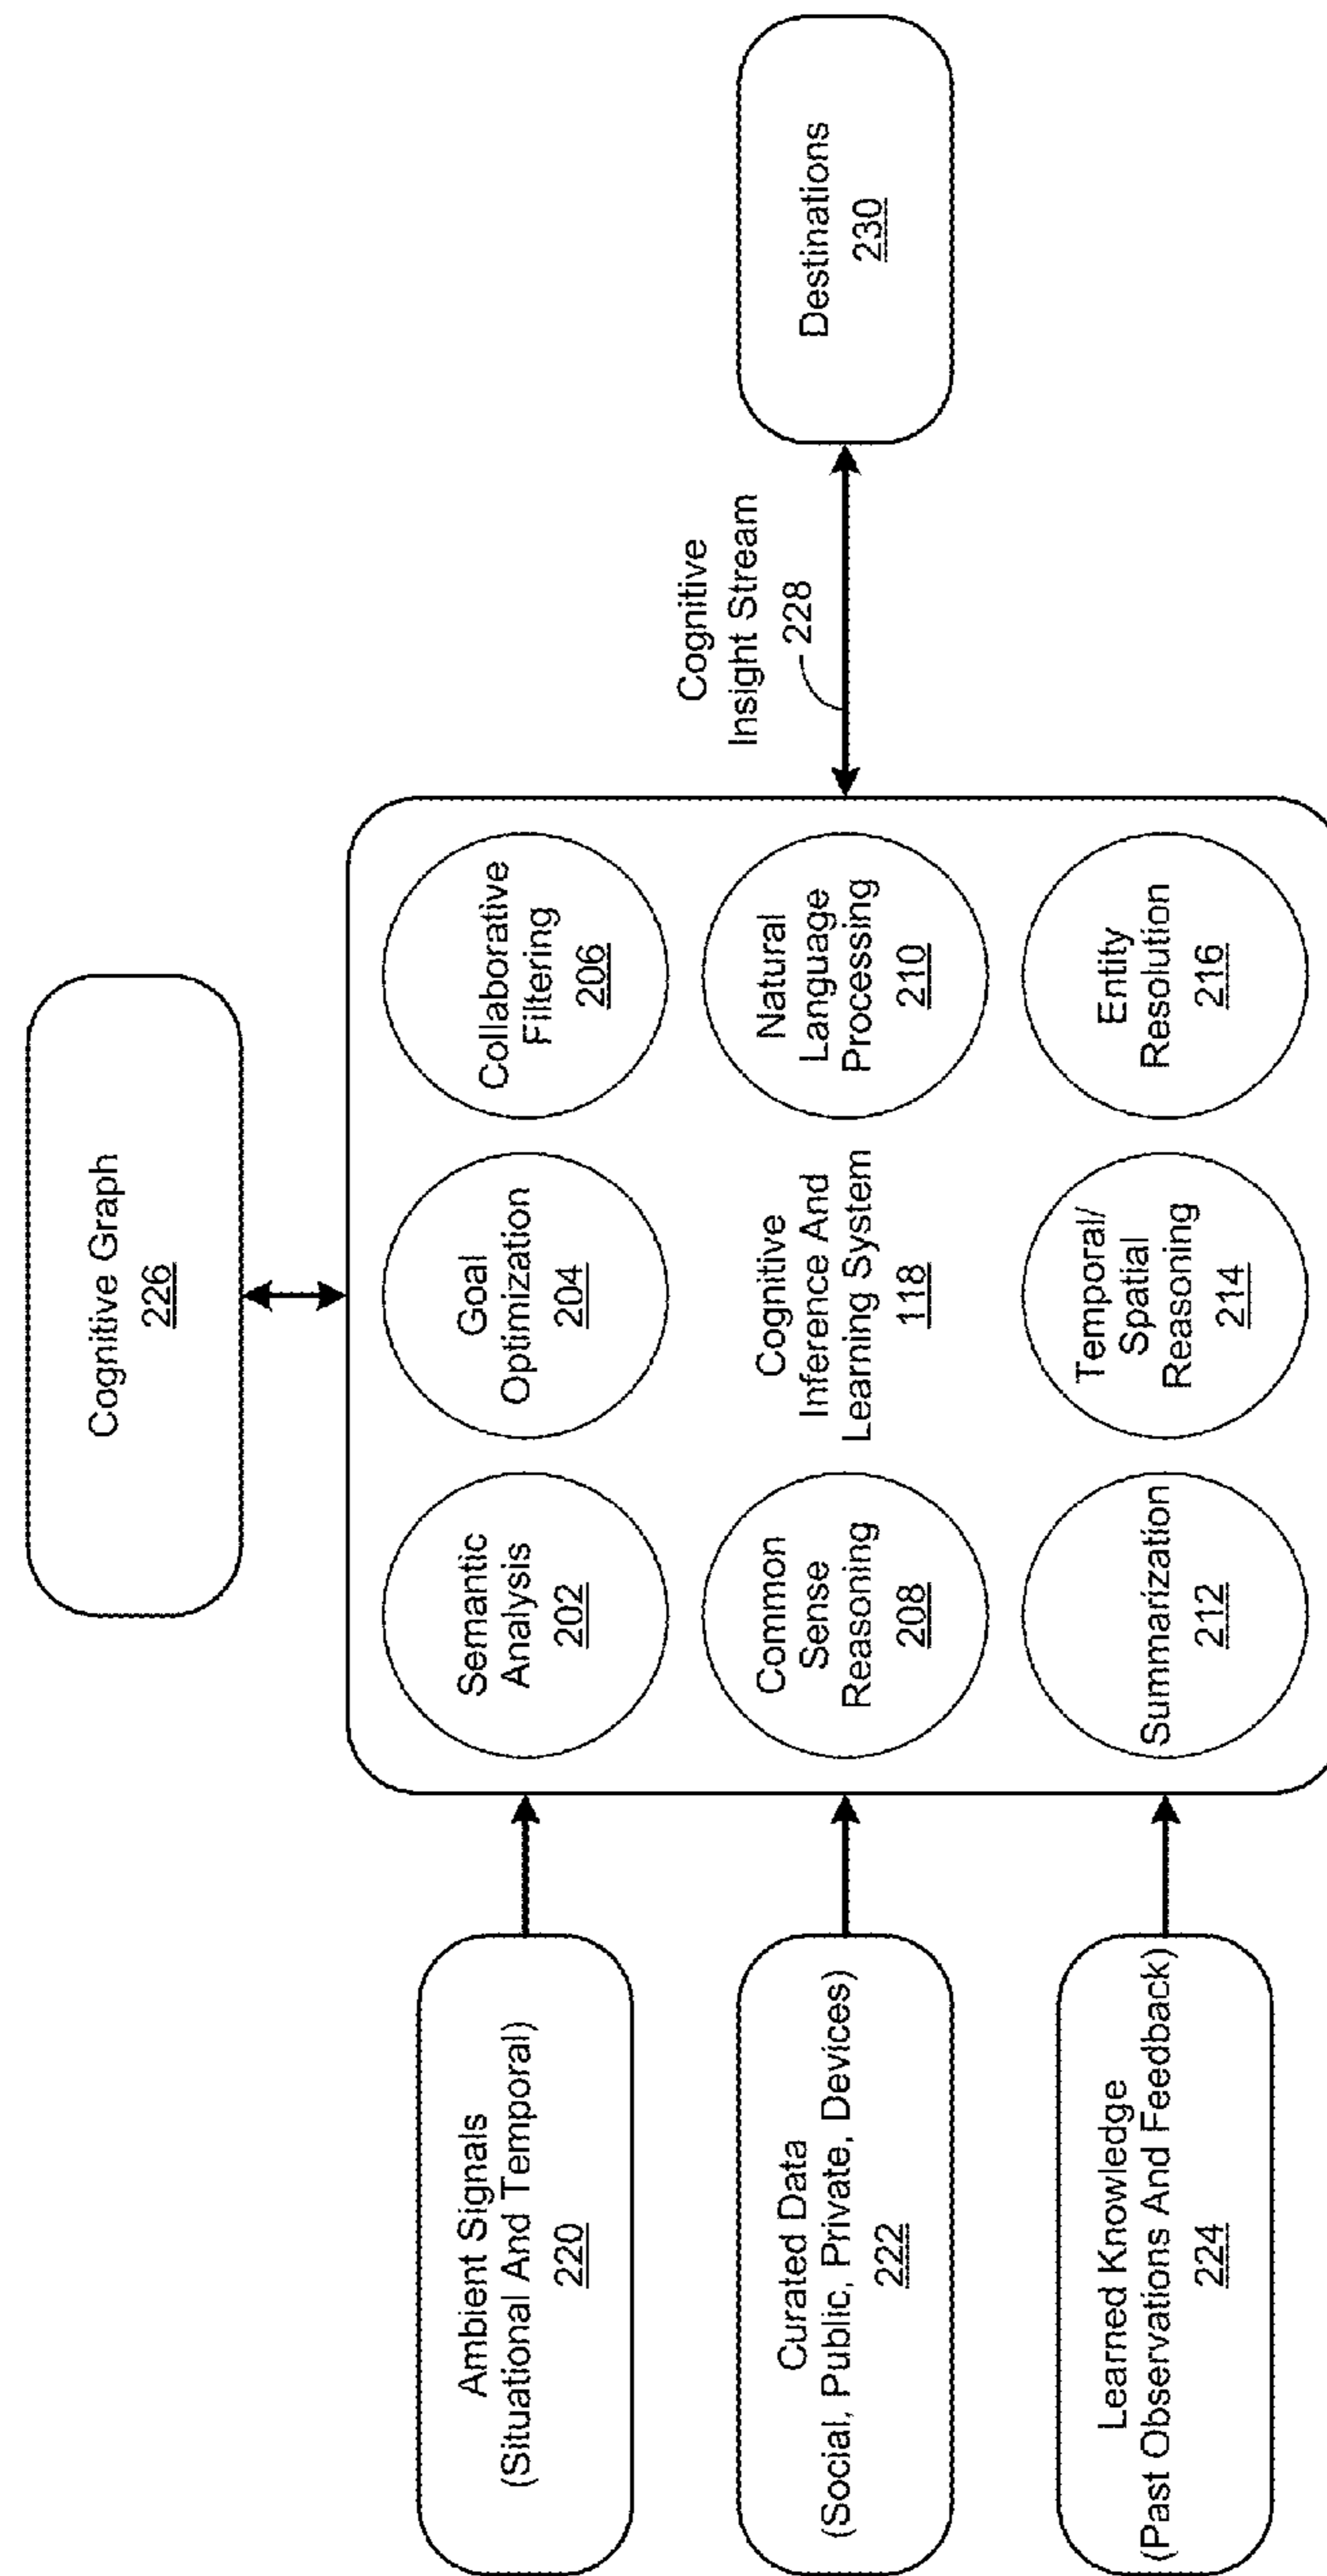 Cognitive Graph
226
Ambient Signals
(Situational And Temporal)
220
Curated Data
(Social, Public, Private, Devices)
222
Learned Knowledge
(Past Observations And Feedback)
224
Semantic
Analysis
202
Goal
Optimization
204
Collaborative
Filtering
206
Common
Sense
Reasoning
208
Cognitive
Inference And
Learning System
118
Natural
Language
Processing
210
Summarization
212
Temporal/
Spatial
Reasoning
214
Entity
Resolution
216
Cognitive
Insight Stream
228
Destinations
230